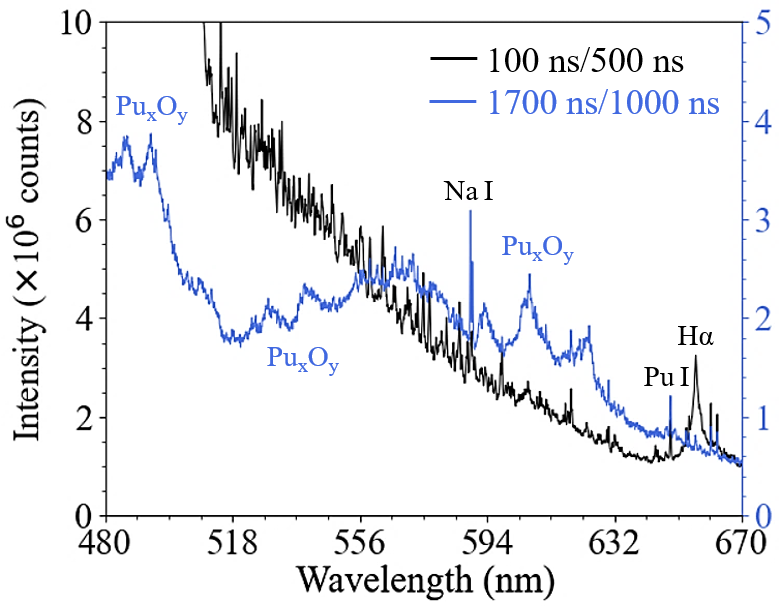 10
8
6
4
2
0
5
4
3
2
1
0
480
518
556
594
632
670
Intensity (×10⁶ counts)
Wavelength (nm)
100 ns/500 ns
1700 ns/1000 ns
PuₓOᵧ
Na I
PuₓOᵧ
PuₓOᵧ
Hα
Pu I